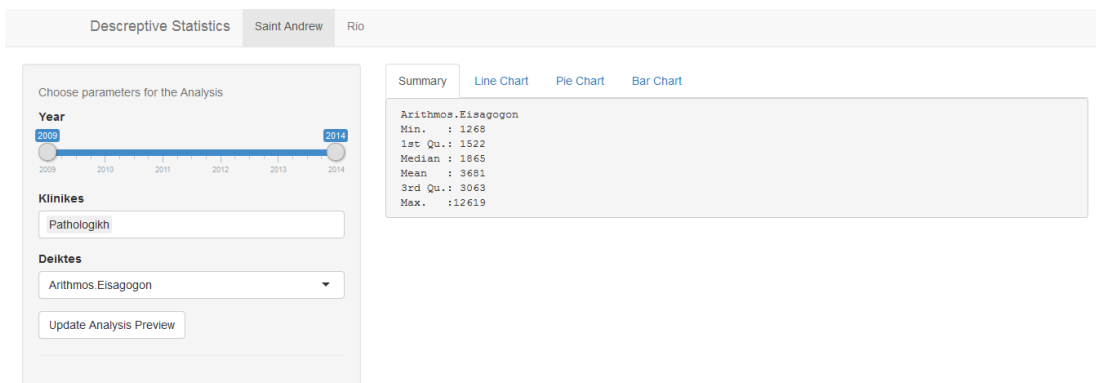 Descreptive Statistics Saint Andrew Rio
Choose parameters for the Analysis
Year
2009 2014
2009 2010 2011 2012 2013 2014
Klinikes
Pathologikh
Deiktes
Arithmos.Eisagogon
Update Analysis Preview
Summary Line Chart Pie Chart Bar Chart
Arithmos.Eisagogon
Min.   : 1268
1st Qu.: 1522
Median : 1865
Mean   : 3681
3rd Qu.: 3063
Max.   :12619